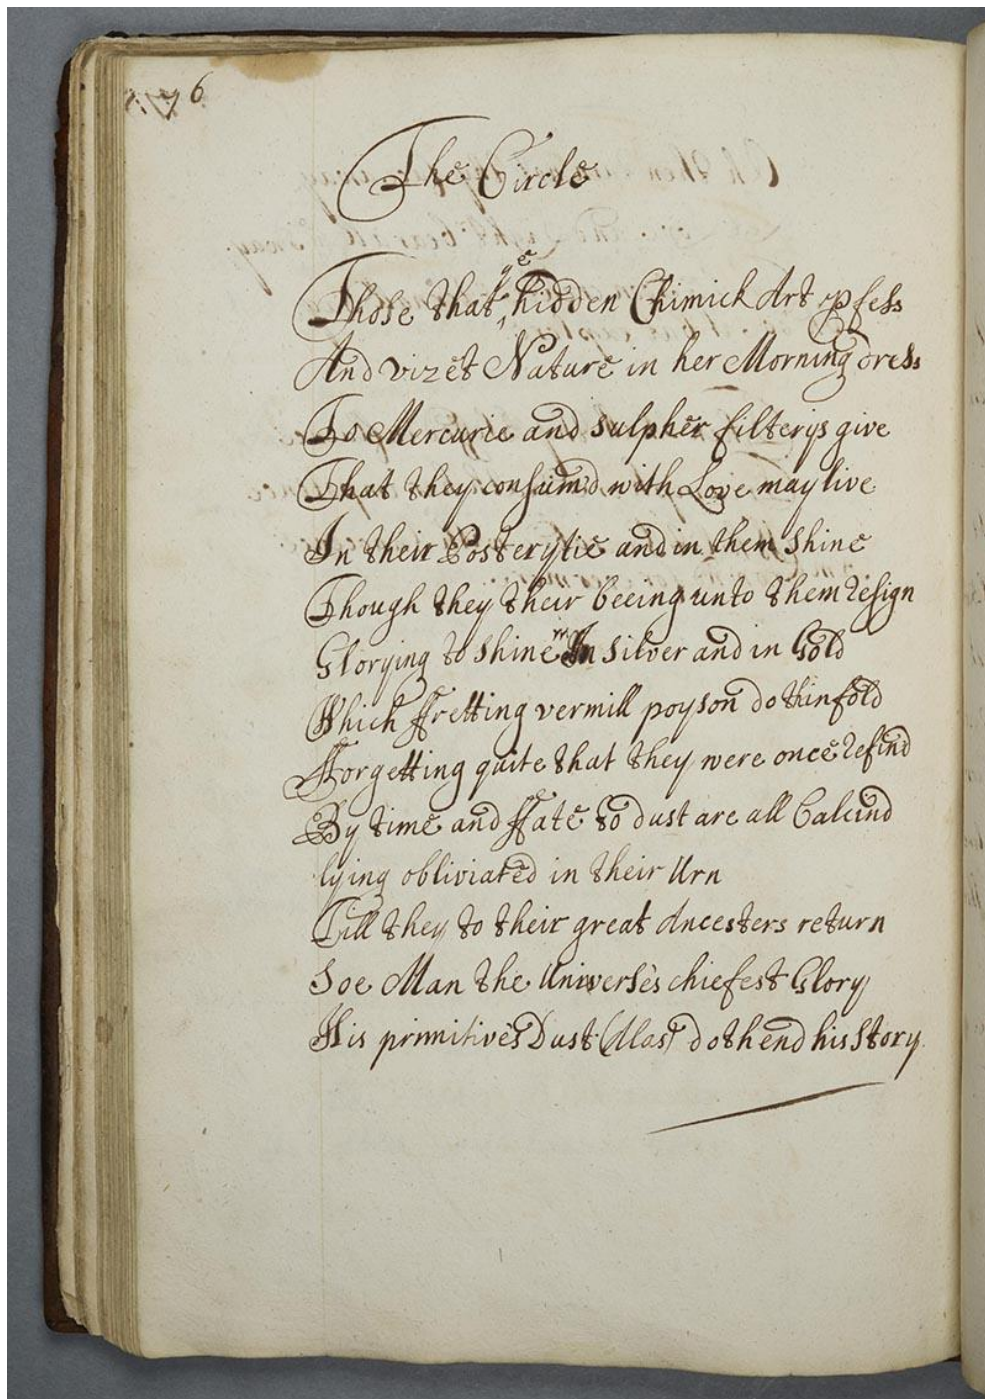 6
The Circle
Those that ye hidden Chimick Art pfess
And vizet Nature in her Morning dress
To Mercurie and sulpher filterys give
That they consum'd with Love may live
In their Posterytie and in them shine
Though they their beeing unto them resign
Glorying to shine in silver and in Gold
Which ffretting vermill poyson doth infold
fforgetting quite that they were once refind
By time and ffate to dust are all Calcind
lying obliviated in their Urn
Till they to their great Ancesters return
Soe Man the Universe's chiefest Glory
His primitive's Dust (Alas) doth end his story.